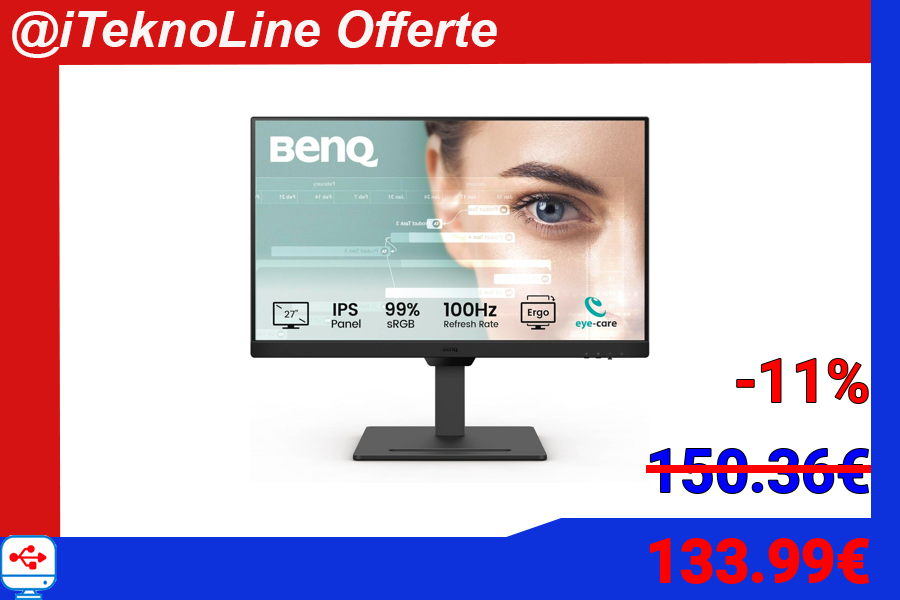 @iTeknoLine Offerte
BenQ
27"
IPS
Panel
99%
sRGB
100Hz
Refresh Rate
Ergo
eye-care
BenQ
-11%
150.36€
133.99€